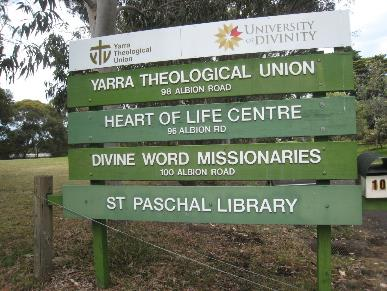 Yarra
Theological
Union
UNIVERSITY
OF DIVINITY
YARRA THEOLOGICAL UNION
98 ALBION ROAD
HEART OF LIFE CENTRE
96 ALBION RD
DIVINE WORD MISSIONARIES
100 ALBION ROAD
ST PASCHAL LIBRARY
10